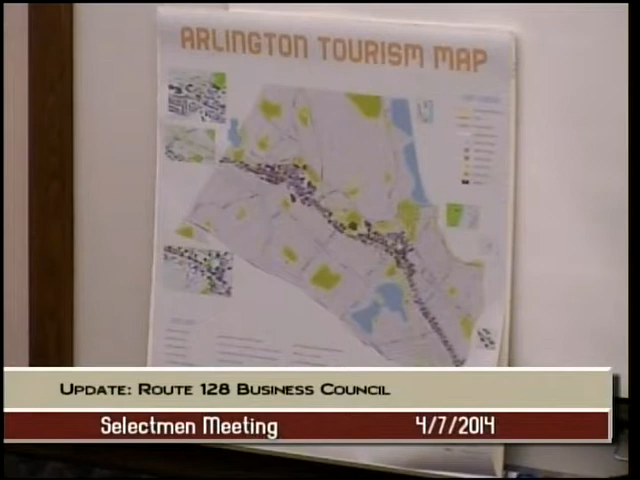 ARLINGTON TOURISM MAP
UPDATE: ROUTE 128 BUSINESS COUNCIL
Selectmen Meeting 4/7/2014